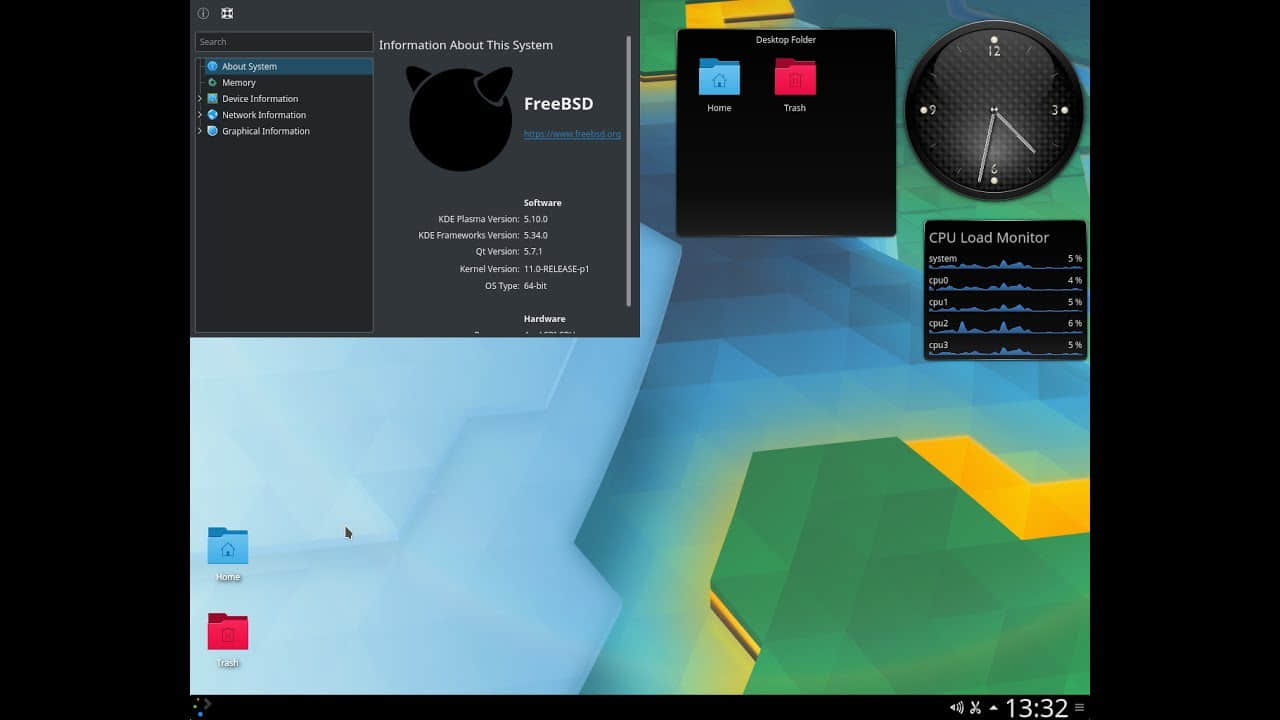 Search
About System
Memory
Device Information
Network Information
Graphical Information
Information About This System
FreeBSD
https://www.freebsd.org
Software
KDE Plasma Version: 5.10.0
KDE Frameworks Version: 5.34.0
Qt Version: 5.7.1
Kernel Version: 11.0-RELEASE-p1
OS Type: 64-bit
Hardware
Desktop Folder
Home
Trash
12
9
3
6
CPU Load Monitor
system 5 %
cpu0 4 %
cpu1 5 %
cpu2 6 %
cpu3 5 %
Home
Trash
13:32